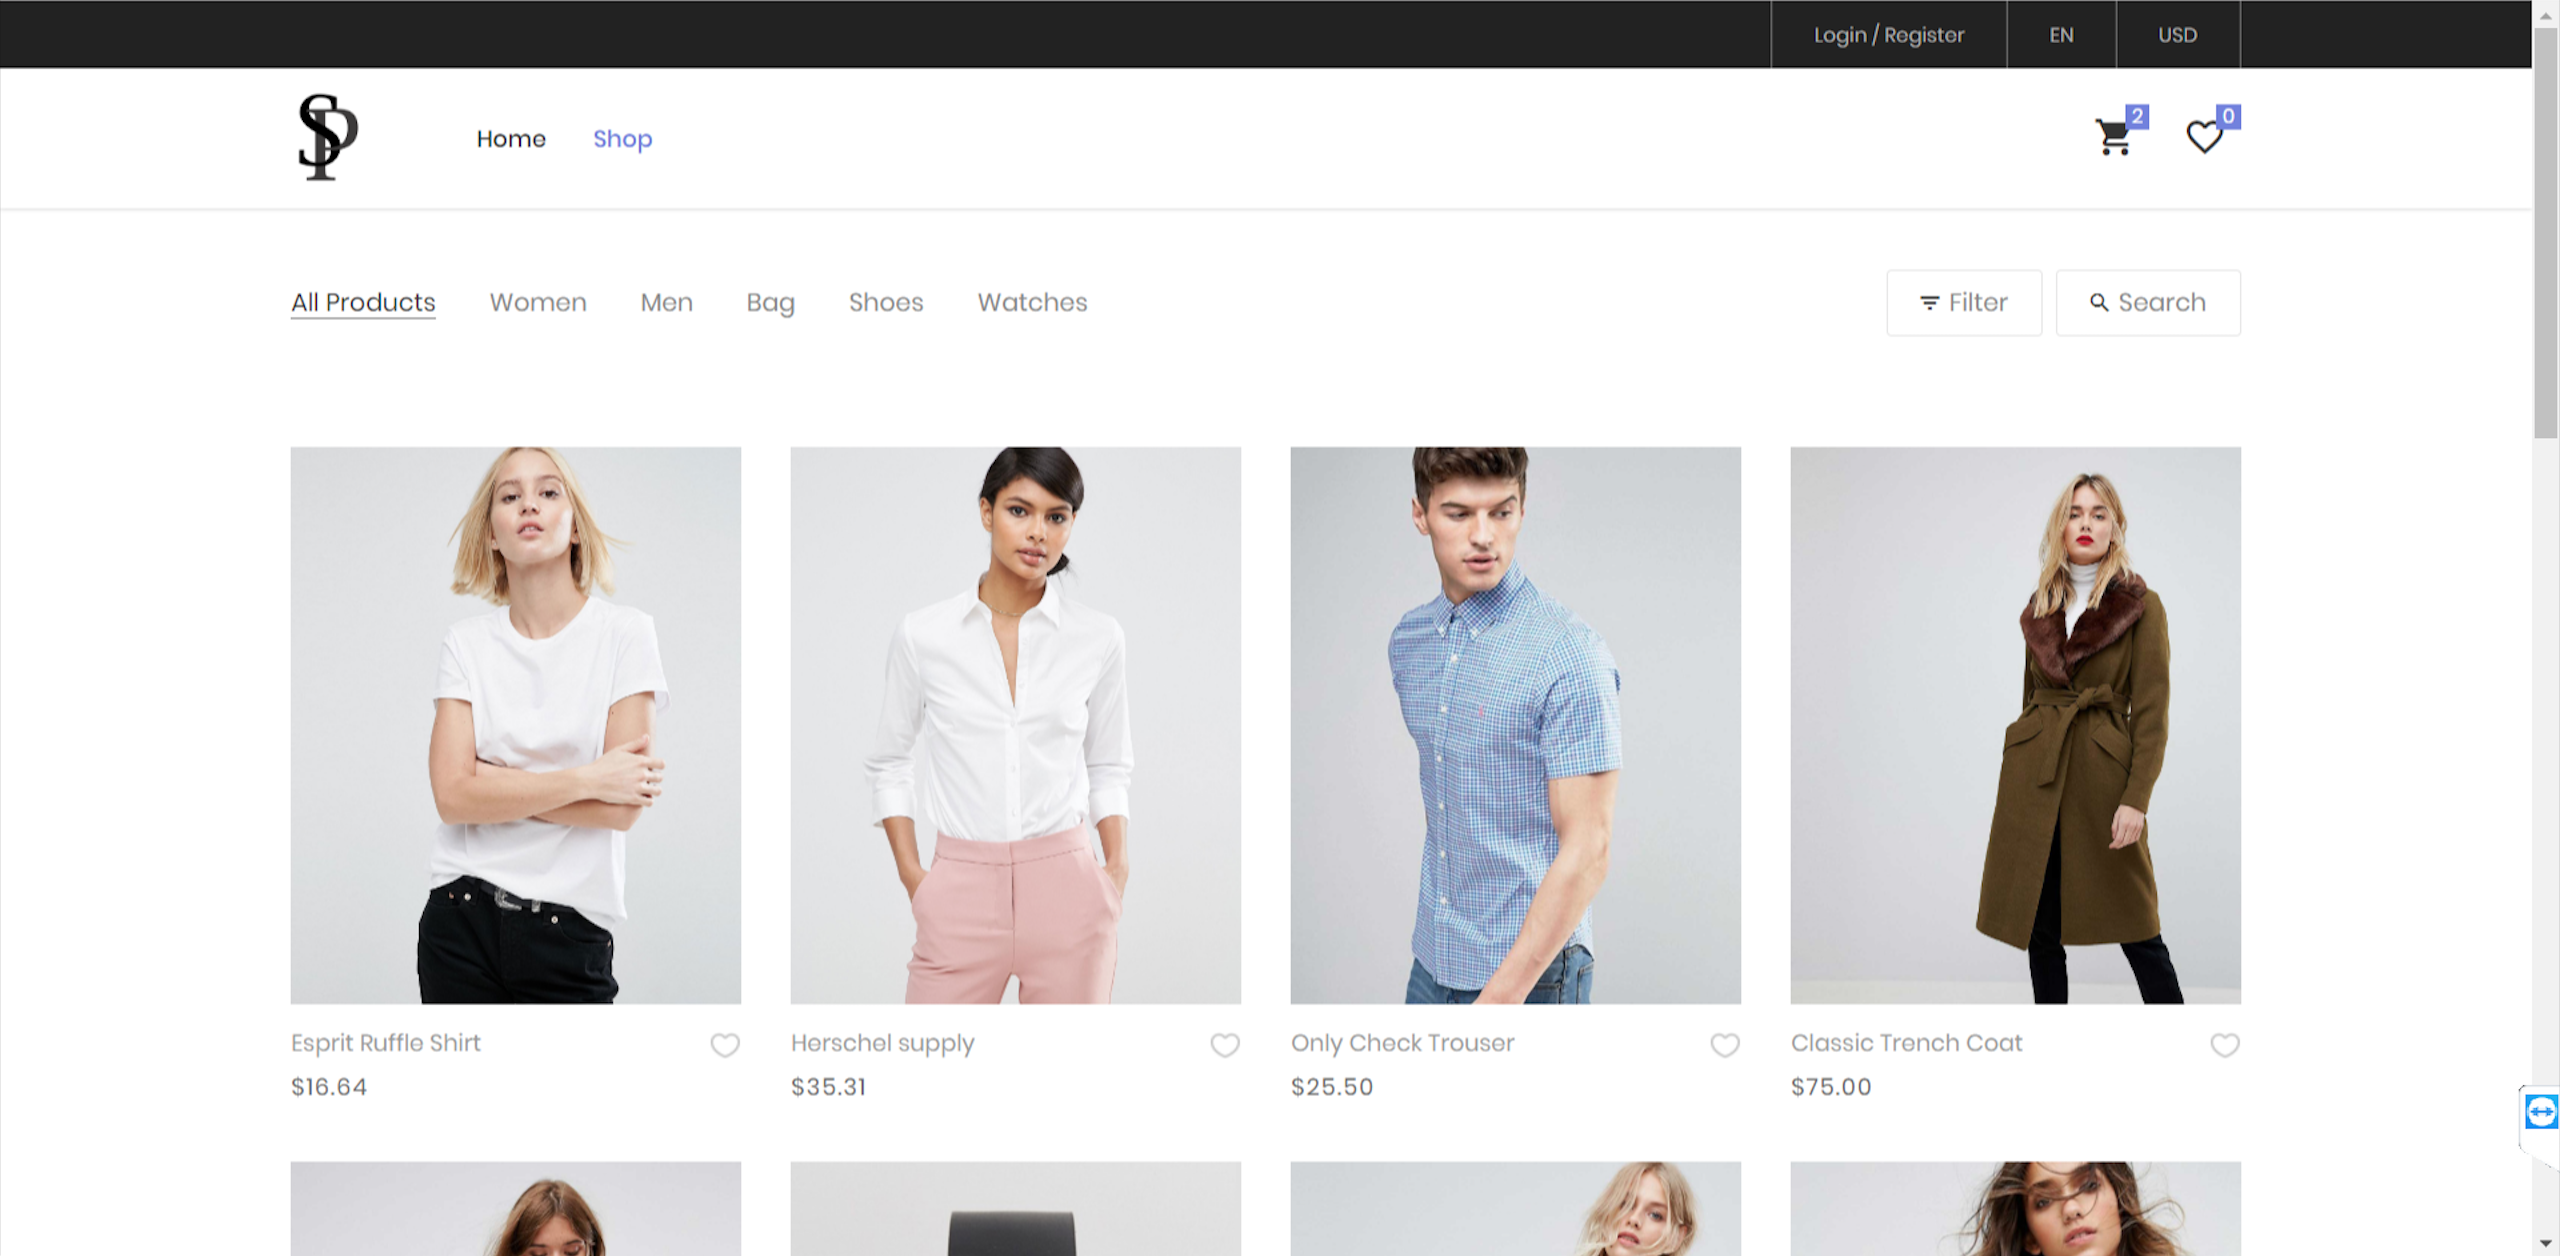 Login / Register EN USD
SP
Home Shop 2 0
All Products Women Men Bag Shoes Watches Filter Search
Esprit Ruffle Shirt Herschel supply Only Check Trouser Classic Trench Coat
$16.64 $35.31 $25.50 $75.00